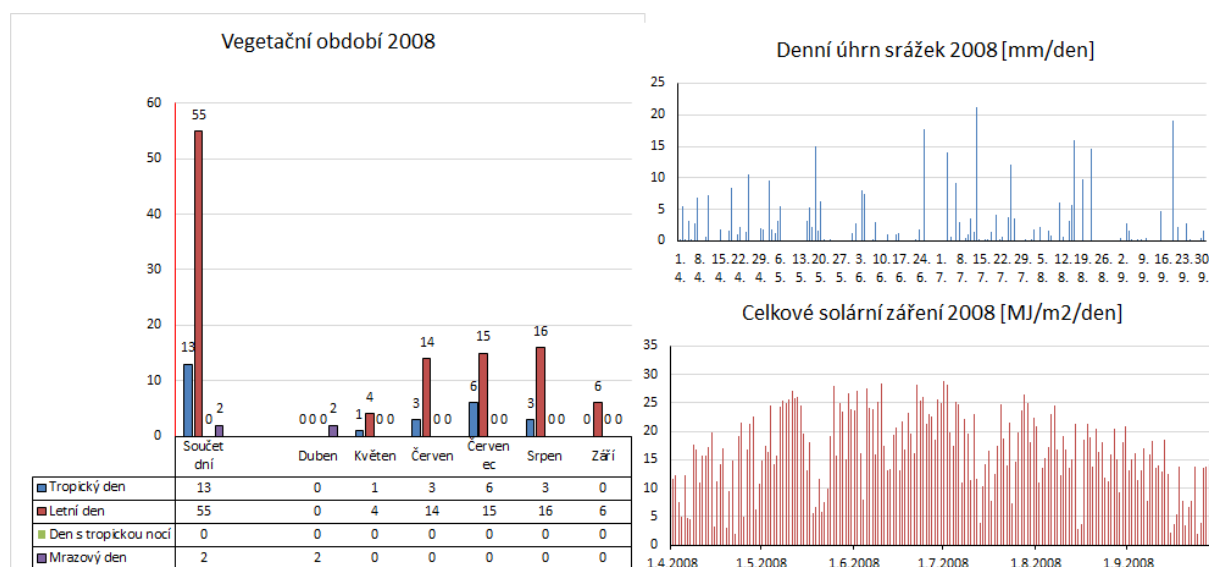 Vegetační období 2008
60
50
40
30
20
10
0
13 55 0 2
0 0 0 2
1 4 0 0
3 14 0 0
6 15 0 0
3 16 0 0
0 6 0 0
Součet dní Duben Květen Červen Červenec Srpen Září
Tropický den 13 0 1 3 6 3 0
Letní den 55 0 4 14 15 16 6
Den s tropickou nocí 0 0 0 0 0 0 0
Mrazový den 2 2 0 0 0 0 0
Denní úhrn srážek 2008 [mm/den]
25
20
15
10
5
0
1. 8. 15. 22. 29. 6. 13. 20. 27. 3. 10. 17. 24. 1. 8. 15. 22. 29. 5. 12. 19. 26. 2. 9. 16. 23. 30
4. 4. 4. 4. 4. 5. 5. 5. 5. 6. 6. 6. 6. 7. 7. 7. 7. 7. 8. 8. 8. 8. 9. 9. 9. 9. 9.
Celkové solární záření 2008 [MJ/m2/den]
35
30
25
20
15
10
5
0
1.4.2008 1.5.2008 1.6.2008 1.7.2008 1.8.2008 1.9.2008